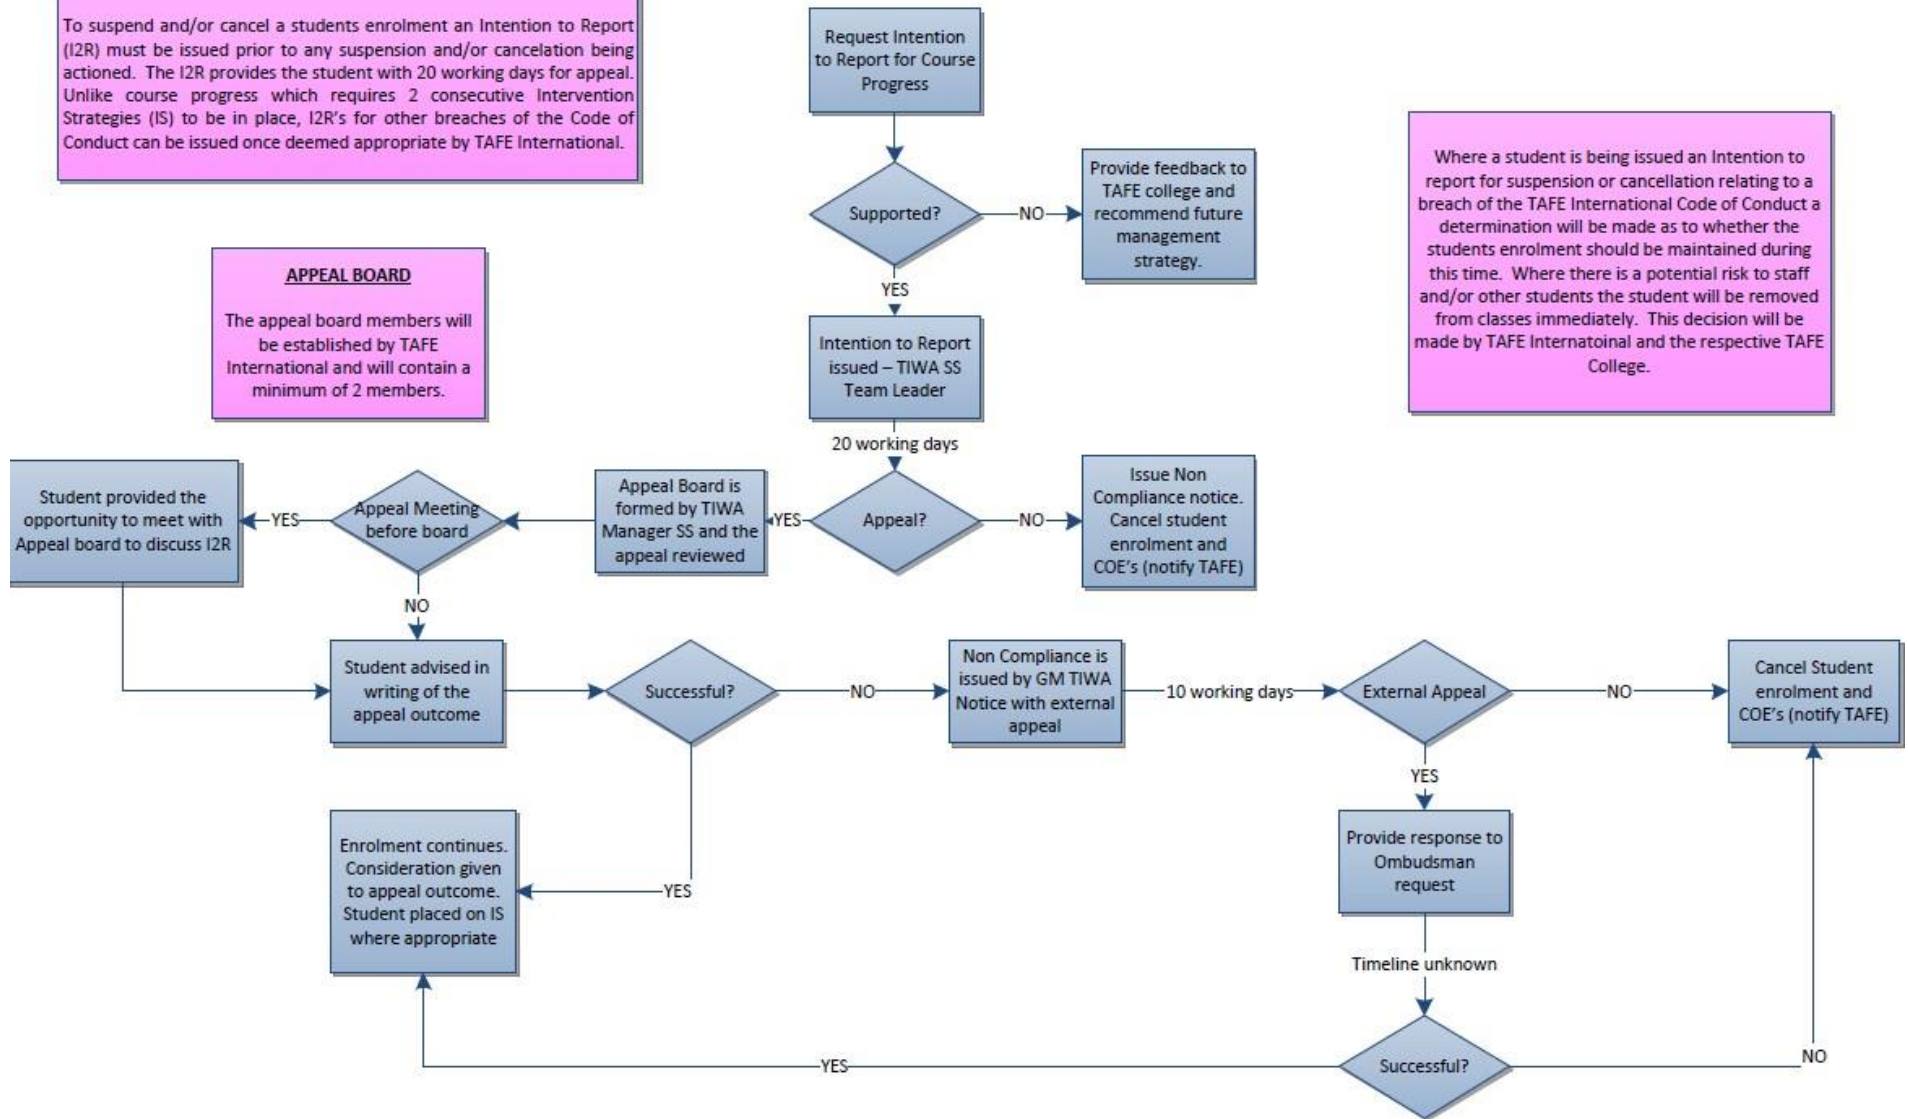 To suspend and/or cancel a students enrolment an Intention to Report
(I2R) must be issued prior to any suspension and/or cancelation being
actioned. The I2R provides the student with 20 working days for appeal.
Unlike course progress which requires 2 consecutive Intervention
Strategies (IS) to be in place, I2R's for other breaches of the Code of
Conduct can be issued once deemed appropriate by TAFE International.
Request Intention
to Report for Course
Progress
Where a student is being issued an Intention to
report for suspension or cancellation relating to a
breach of the TAFE International Code of Conduct a
determination will be made as to whether the
students enrolment should be maintained during
this time. Where there is a potential risk to staff
and/or other students the student will be removed
from classes immediately. This decision will be
made by TAFE Internatoinal and the respective TAFE
College.
Supported?
NO
Provide feedback to
TAFE college and
recommend future
management
strategy.
YES
APPEAL BOARD
The appeal board members will
be established by TAFE
International and will contain a
minimum of 2 members.
Intention to Report
issued – TIWA SS
Team Leader
20 working days
Student provided the
opportunity to meet with
Appeal board to discuss I2R
YES
Appeal Meeting
before board
Appeal Board is
formed by TIWA
Manager SS and the
appeal reviewed
YES
Appeal?
NO
Issue Non
Compliance notice.
Cancel student
enrolment and
COE's (notify TAFE)
NO
Student advised in
writing of the
appeal outcome
Successful?
NO
Non Compliance is
issued by GM TIWA
Notice with external
appeal
10 working days
External Appeal
NO
Cancel Student
enrolment and
COE's (notify TAFE)
YES
Enrolment continues.
Consideration given
to appeal outcome.
Student placed on IS
where appropriate
YES
Provide response to
Ombudsman
request
Timeline unknown
YES
Successful?
NO